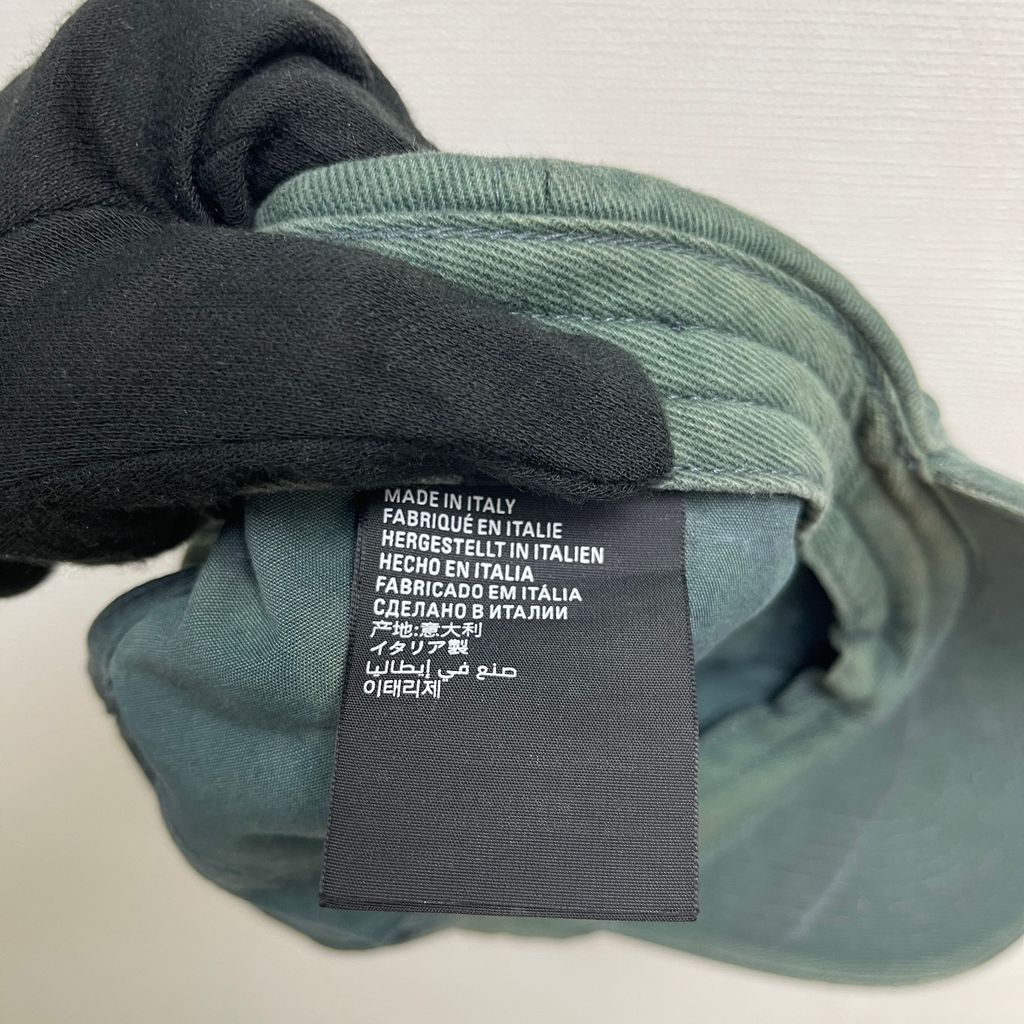 MADE IN ITALY
FABRIQUÉ EN ITALIE
HERGESTELLT IN ITALIEN
HECHO EN ITALIA
FABRICADO EM ITÁLIA
СДЕЛАНО В ИТАЛИИ
产地:意大利
イタリア製
صنع في إيطاليا
이태리제